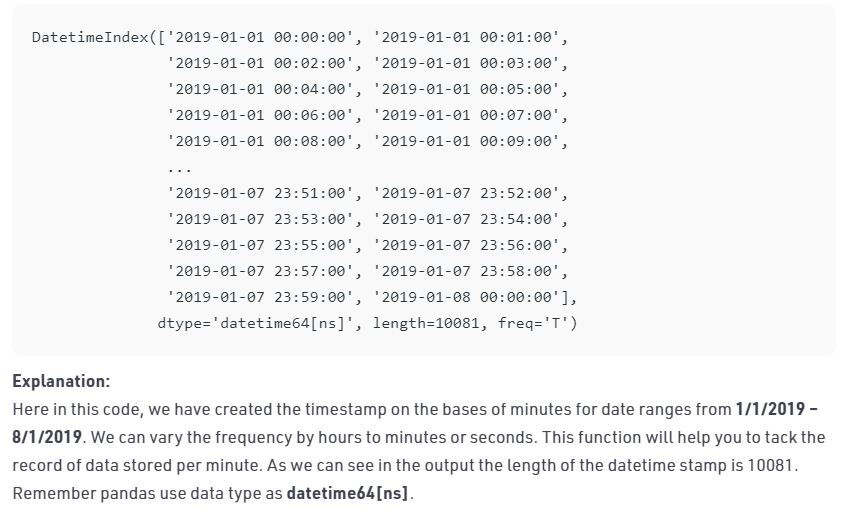 DatetimeIndex(['2019-01-01 00:00:00', '2019-01-01 00:01:00',
'2019-01-01 00:02:00', '2019-01-01 00:03:00',
'2019-01-01 00:04:00', '2019-01-01 00:05:00',
'2019-01-01 00:06:00', '2019-01-01 00:07:00',
'2019-01-01 00:08:00', '2019-01-01 00:09:00',
...
'2019-01-07 23:51:00', '2019-01-07 23:52:00',
'2019-01-07 23:53:00', '2019-01-07 23:54:00',
'2019-01-07 23:55:00', '2019-01-07 23:56:00',
'2019-01-07 23:57:00', '2019-01-07 23:58:00',
'2019-01-07 23:59:00', '2019-01-08 00:00:00'],
dtype='datetime64[ns]', length=10081, freq='T')
Explanation:
Here in this code, we have created the timestamp on the bases of minutes for date ranges from 1/1/2019 –
8/1/2019. We can vary the frequency by hours to minutes or seconds. This function will help you to tack the
record of data stored per minute. As we can see in the output the length of the datetime stamp is 10081.
Remember pandas use data type as datetime64[ns].